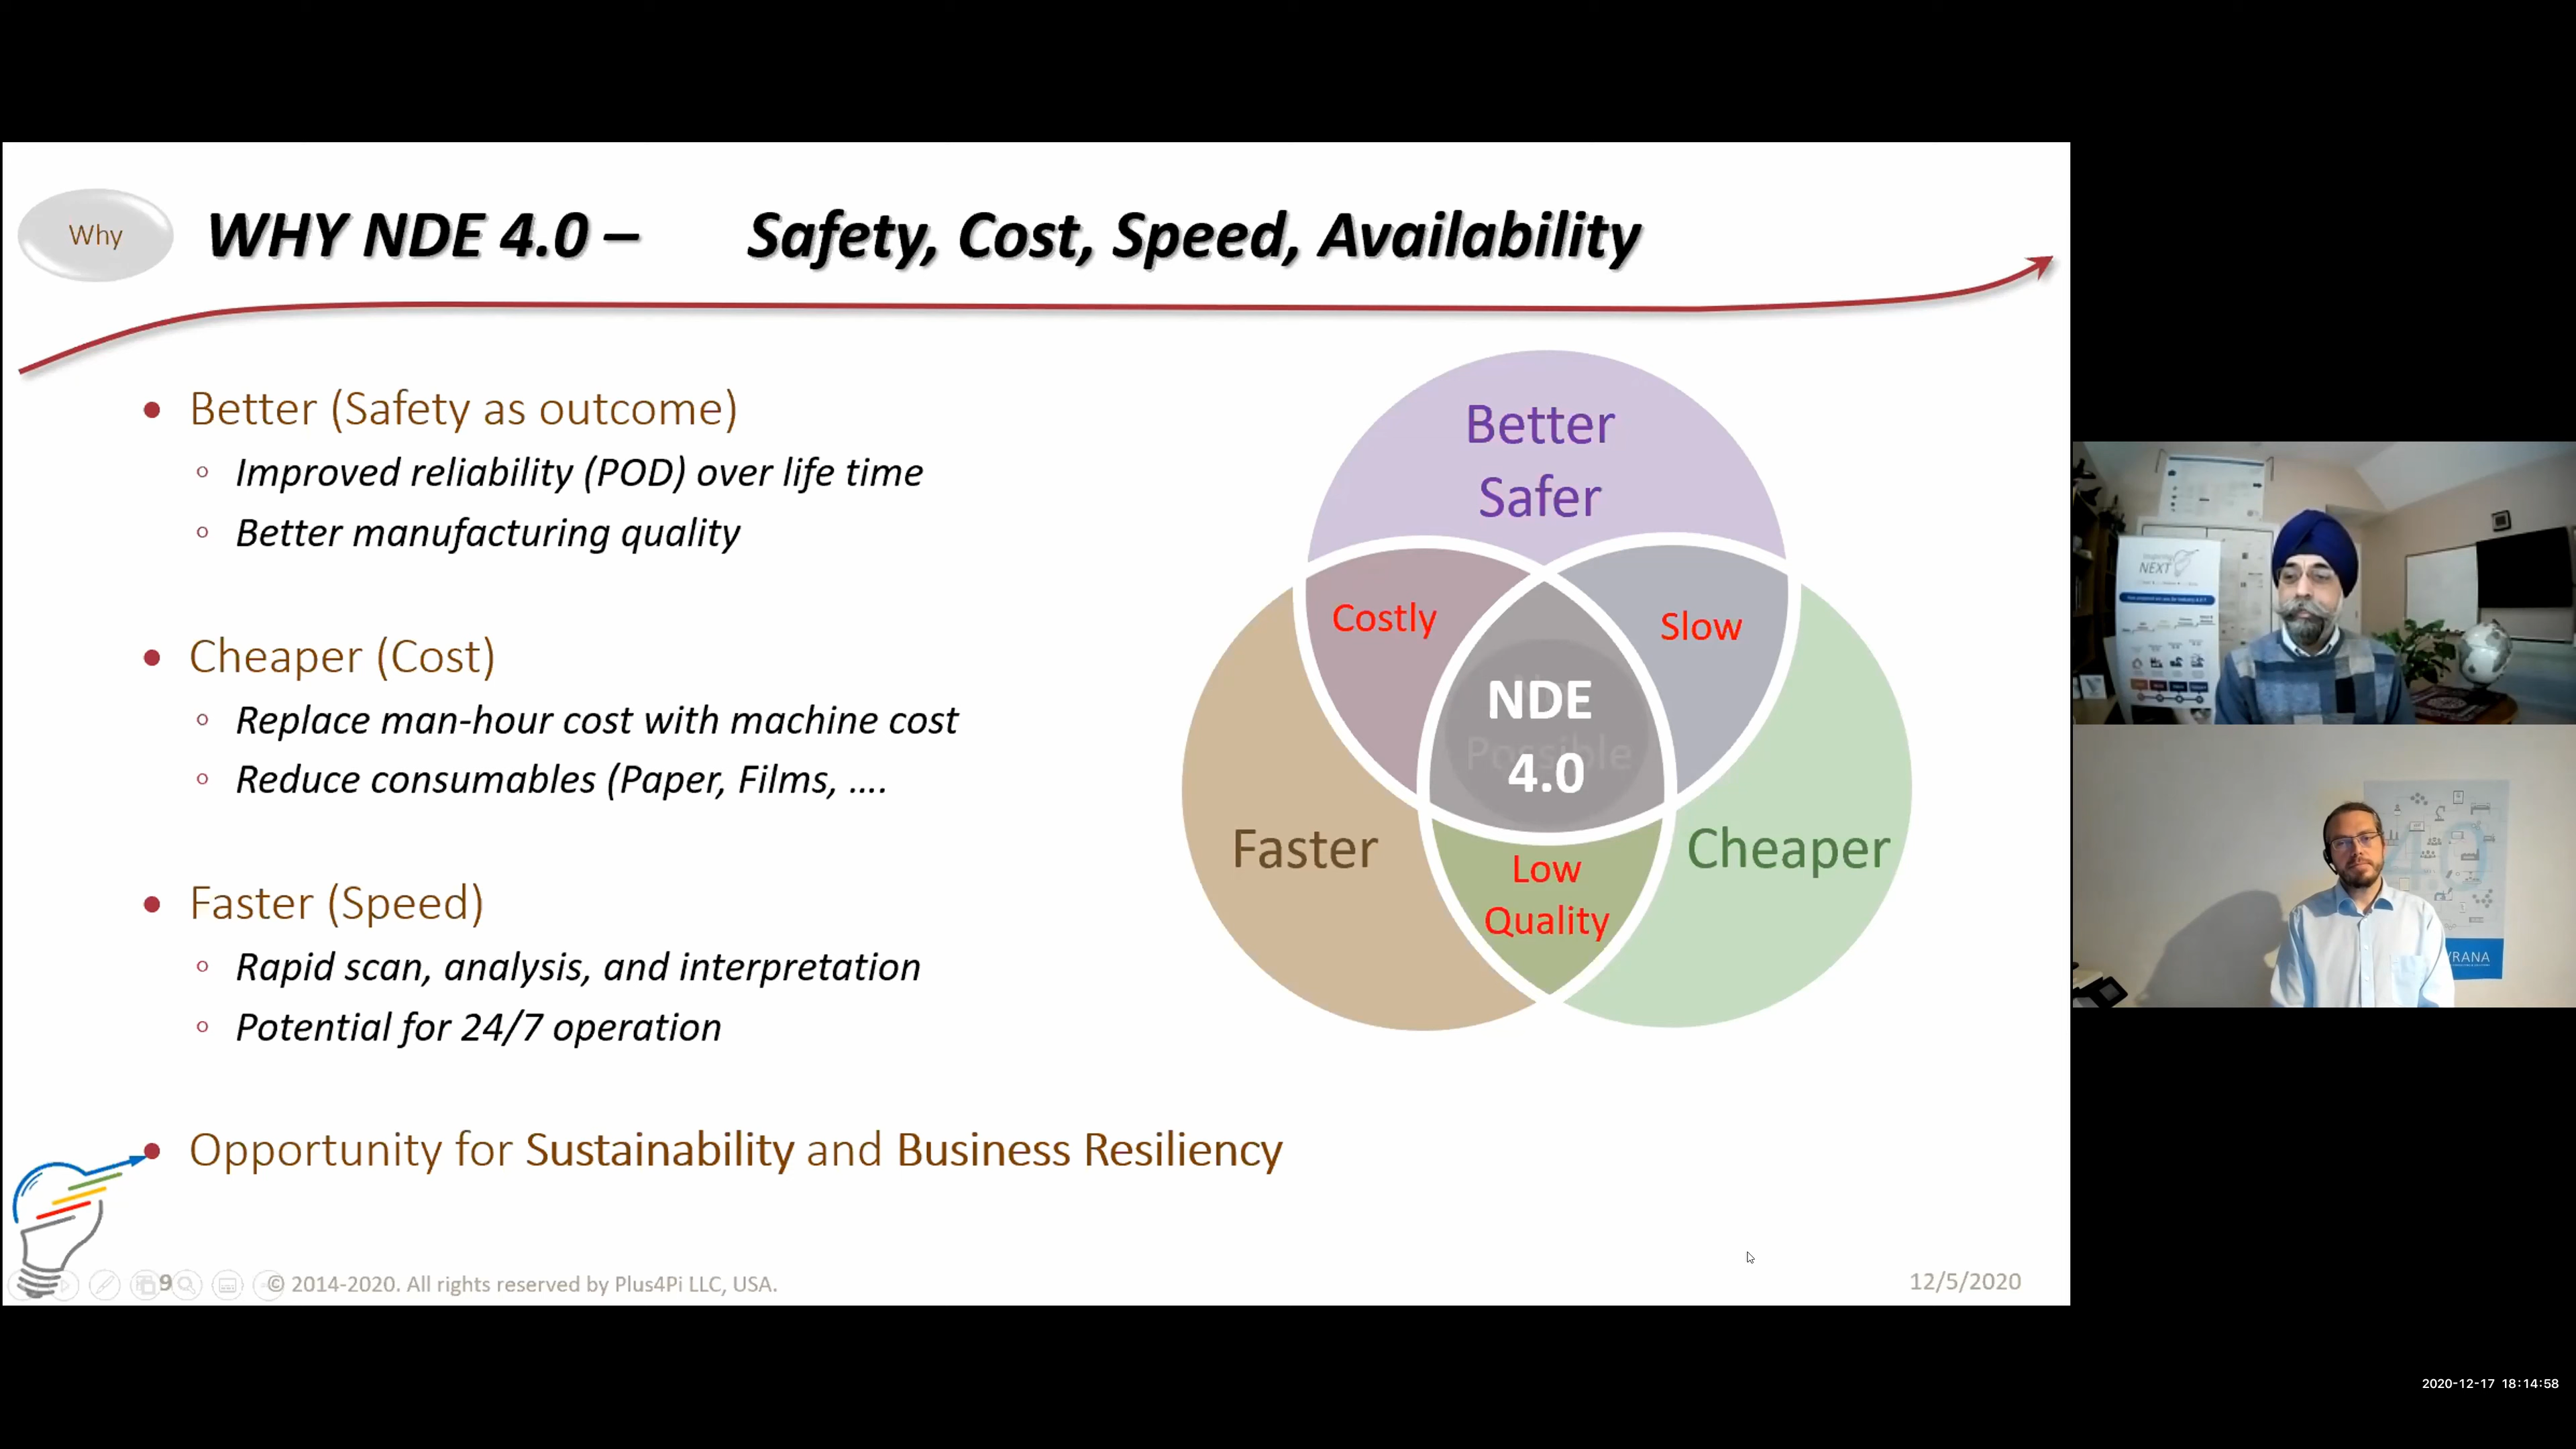 Why
WHY NDE 4.0 – Safety, Cost, Speed, Availability
• Better (Safety as outcome)
◦ Improved reliability (POD) over life time
◦ Better manufacturing quality
• Cheaper (Cost)
◦ Replace man-hour cost with machine cost
◦ Reduce consumables (Paper, Films, ....
• Faster (Speed)
◦ Rapid scan, analysis, and interpretation
◦ Potential for 24/7 operation
• Opportunity for Sustainability and Business Resiliency
Better
Safer
Costly
Slow
NDE
Possible
4.0
Faster
Cheaper
Low
Quality
9
© 2014-2020. All rights reserved by Plus4Pi LLC, USA.
12/5/2020
NEXT
RANA
2020-12-17 18:14:58